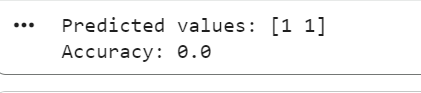 ••• Predicted values: [1 1]
Accuracy: 0.0